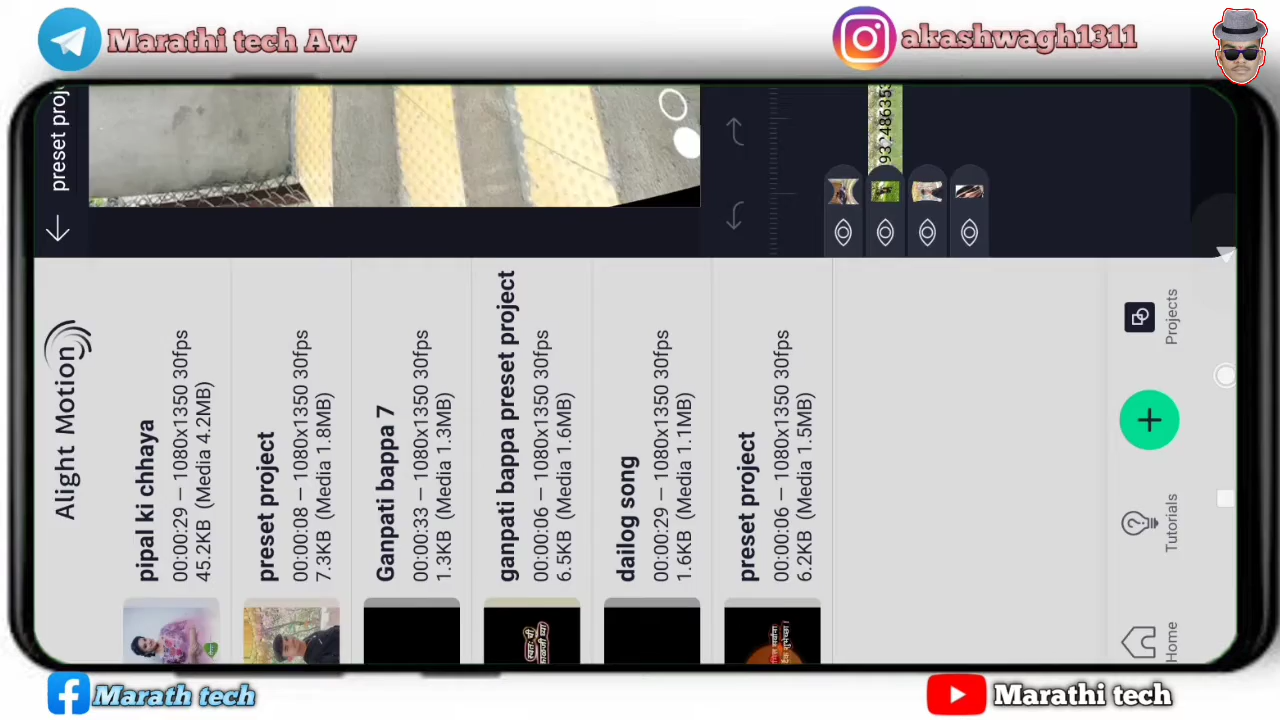 Marathi tech Aw
akashwagh1311
preset proj
9324863535
Alight Motion
pipal ki chhaya
00:00:29 — 1080x1350 30fps
45.2KB (Media 4.2MB)
preset project
00:00:08 — 1080x1350 30fps
7.3KB (Media 1.8MB)
Ganpati bappa 7
00:00:33 — 1080x1350 30fps
1.3KB (Media 1.3MB)
ganpati bappa preset project
00:00:06 — 1080x1350 30fps
6.5KB (Media 1.6MB)
dailog song
00:00:29 — 1080x1350 30fps
1.6KB (Media 1.1MB)
preset project
00:00:06 — 1080x1350 30fps
6.2KB (Media 1.5MB)
Home
Tutorials
Projects
Marath tech
Marathi tech